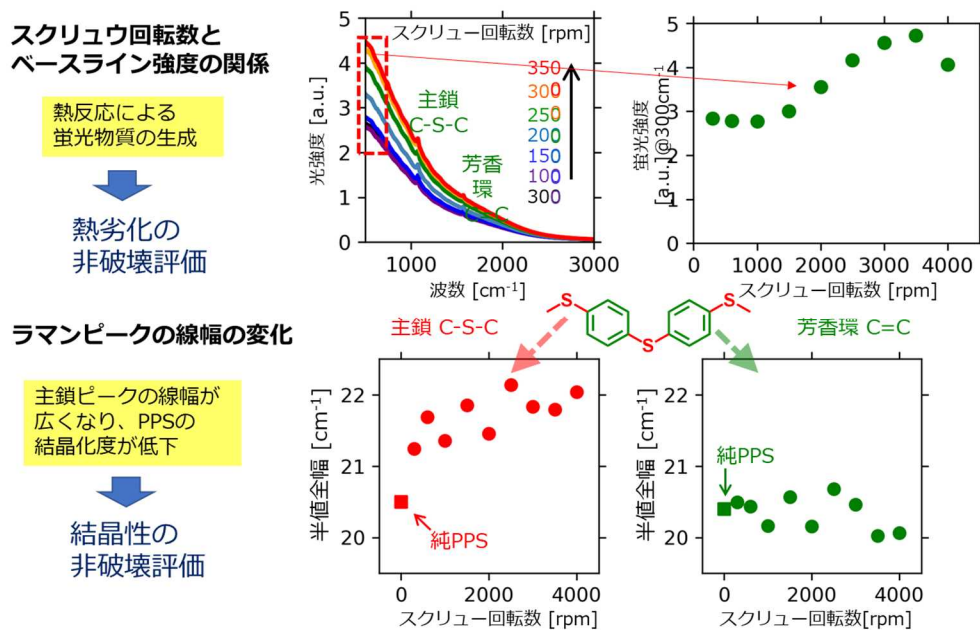 スクリュウ回転数と
ベースライン強度の関係
熱反応による
蛍光物質の生成
熱劣化の
非破壊評価
光強度 [a.u.]
5
4
3
2
1
0
スクリュー回転数 [rpm]
主鎖
C-S-C
芳香
環
350
300
250
200
150
100
300
1000
2000
3000
波数 [cm⁻¹]
蛍光強度
[a.u.]@300cm⁻¹
5
4
3
2
1
0
0
1000
2000
3000
4000
スクリュー回転数 [rpm]
ラマンピークの線幅の変化
主鎖ピークの線幅が
広くなり、PPSの
結晶化度が低下
結晶性の
非破壊評価
主鎖 C-S-C
S
S
S
芳香環 C=C
半値全幅 [cm⁻¹]
22
21
20
純PPS
0
2000
4000
スクリュー回転数 [rpm]
半値全幅 [cm⁻¹]
22
21
20
純PPS
0
2000
4000
スクリュー回転数[rpm]